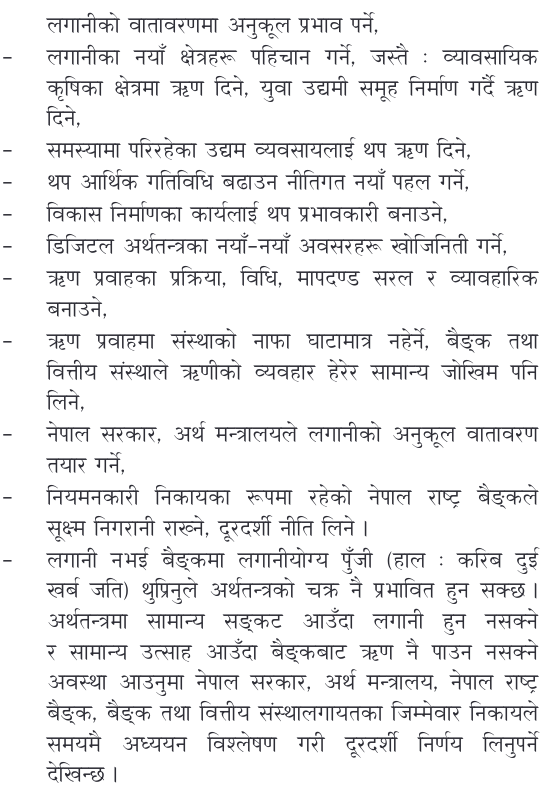 लगानीको वातावरणमा अनुकूल प्रभाव पर्ने,
– लगानीका नयाँ क्षेत्रहरू पहिचान गर्ने, जस्तै : व्यावसायिक
कृषिका क्षेत्रमा ऋण दिने, युवा उद्यमी समूह निर्माण गर्दै ऋण
दिने,
– समस्यामा परिरहेका उद्यम व्यवसायलाई थप ऋण दिने,
– थप आर्थिक गतिविधि बढाउन नीतिगत नयाँ पहल गर्ने,
– विकास निर्माणका कार्यलाई थप प्रभावकारी बनाउने,
– डिजिटल अर्थतन्त्रका नयाँ–नयाँ अवसरहरू खोजिनिती गर्ने,
– ऋण प्रवाहका प्रक्रिया, विधि, मापदण्ड सरल र व्यावहारिक
बनाउने,
– ऋण प्रवाहमा संस्थाको नाफा घाटामात्र नहेर्ने, बैङ्क तथा
वित्तीय संस्थाले ऋणीको व्यवहार हेरेर सामान्य जोखिम पनि
लिने,
– नेपाल सरकार, अर्थ मन्त्रालयले लगानीको अनुकूल वातावरण
तयार गर्ने,
– नियमनकारी निकायका रूपमा रहेको नेपाल राष्ट्र बैङ्कले
सूक्ष्म निगरानी राख्ने, दूरदर्शी नीति लिने ।
– लगानी नभई बैङ्कमा लगानीयोग्य पुँजी (हाल : करिब दुई
खर्ब जति) थुप्रिनुले अर्थतन्त्रको चक्र नै प्रभावित हुन सक्छ ।
अर्थतन्त्रमा सामान्य सङ्कट आउँदा लगानी हुन नसक्ने
र सामान्य उत्साह आउँदा बैङ्कबाट ऋण नै पाउन नसक्ने
अवस्था आउनुमा नेपाल सरकार, अर्थ मन्त्रालय, नेपाल राष्ट्र
बैङ्क, बैङ्क तथा वित्तीय संस्थालगायतका जिम्मेवार निकायले
समयमै अध्ययन विश्लेषण गरी दूरदर्शी निर्णय लिनुपर्ने
देखिन्छ ।